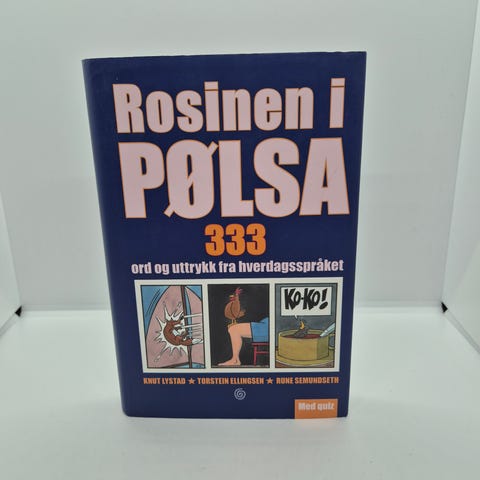 Rosinen i
PØLSA
333
ord og uttrykk fra hverdagsspråket
KO-KO!
KNUT LYSTAD ★ TORSTEIN ELLINGSEN ★ RUNE SEMUNDSETH
Med quiz